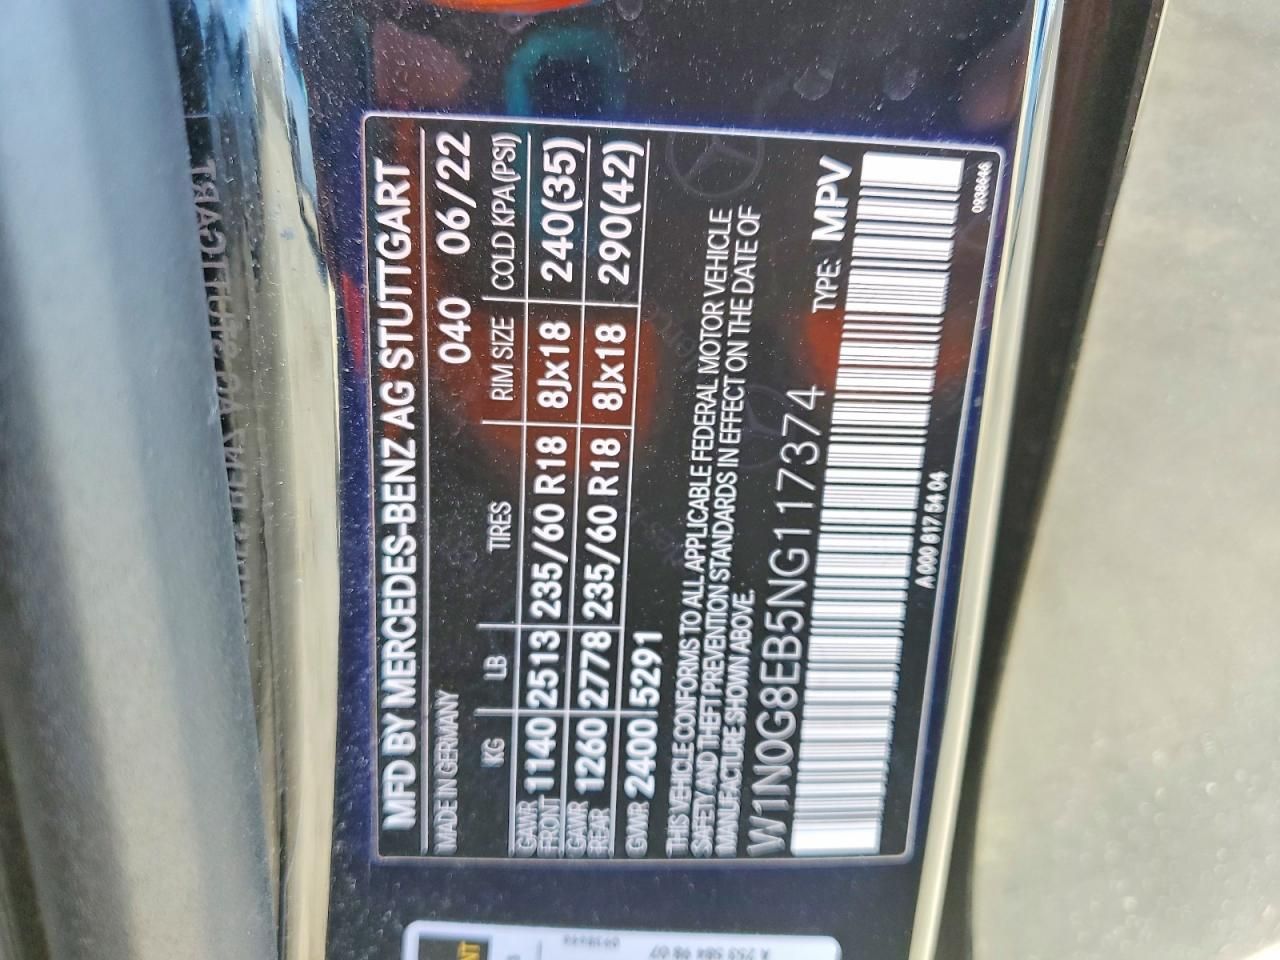 MFD BY MERCEDES-BENZ AG STUTTGART
MADE IN GERMANY 040 06/22
KG LB TIRES RIM SIZE COLD KPA(PSI)
GAWR FRONT 1140 2513 235/60 R18 8Jx18 240(35)
GAWR REAR 1260 2778 235/60 R18 8Jx18 290(42)
GVWR 2400 5291
THIS VEHICLE CONFORMS TO ALL APPLICABLE FEDERAL MOTOR VEHICLE
SAFETY AND THEFT PREVENTION STANDARDS IN EFFECT ON THE DATE OF
MANUFACTURE SHOWN ABOVE.
W1N0G8EB5NG117374 TYPE: MPV
A 000 817 54 04
0938646